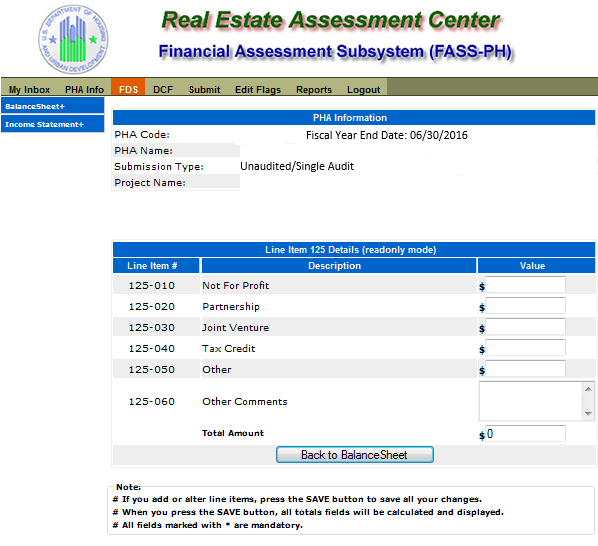 U.S. DEPARTMENT OF HOUSING AND URBAN DEVELOPMENT
Real Estate Assessment Center
Financial Assessment Subsystem (FASS-PH)
My Inbox PHA Info FDS DCF Submit Edit Flags Reports Logout
BalanceSheet+
Income Statement+
PHA Information
PHA Code: Fiscal Year End Date: 06/30/2016
PHA Name:
Submission Type: Unaudited/Single Audit
Project Name:
Line Item 125 Details (readonly mode)
Line Item # Description Value
125-010 Not For Profit $
125-020 Partnership $
125-030 Joint Venture $
125-040 Tax Credit $
125-050 Other $
125-060 Other Comments
Total Amount $ 0
Back to BalanceSheet
Note:
# If you add or alter line items, press the SAVE button to save all your changes.
# When you press the SAVE button, all totals fields will be calculated and displayed.
# All fields marked with * are mandatory.